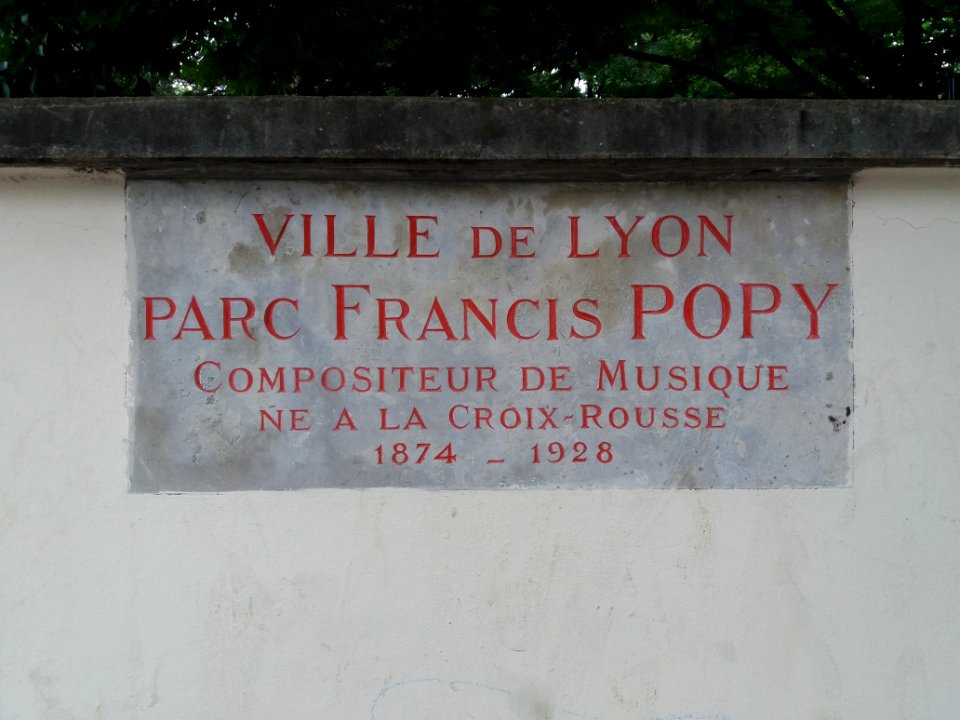 VILLE DE LYON
PARC FRANCIS POPY
COMPOSITEUR DE MUSIQUE
NE A LA CROIX-ROUSSE
1874 - 1928